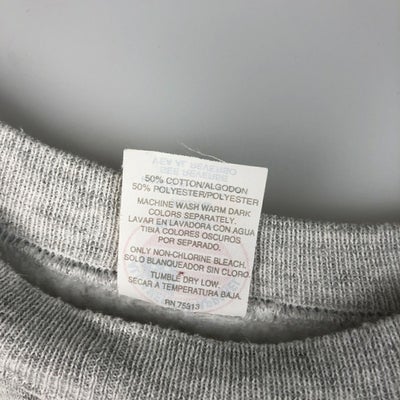 50% COTTON/ALGODON
50% POLYESTER/POLYESTER
MACHINE WASH WARM DARK
COLORS SEPARATELY.
LAVAR EN LAVADORA CON AGUA
TIBIA COLORES OSCUROS
POR SEPARADO.
ONLY NON-CHLORINE BLEACH.
SOLO BLANQUEADOR SIN CLORO.
TUMBLE DRY LOW.
SECAR A TEMPERATURA BAJA.
RN 75913